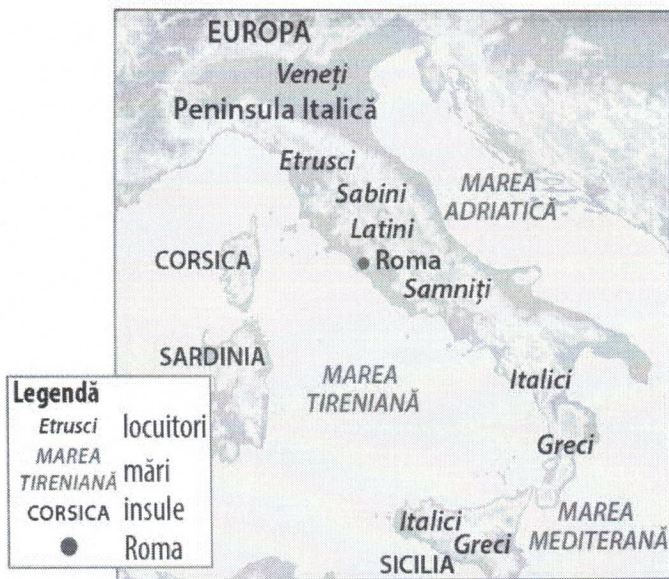 EUROPA
Veneți
Peninsula Italică
Etrusci
Sabini
MAREA
ADRIATICĂ
Latini
CORSICA
Roma
Samniți
SARDINIA
MAREA
TIRENIANĂ
Italici
Greci
Italici
Greci
MAREA
MEDITERANĂ
SICILIA
Legendă
Etrusci locuitori
MAREA
TIRENIANĂ mări
CORSICA insule
Roma